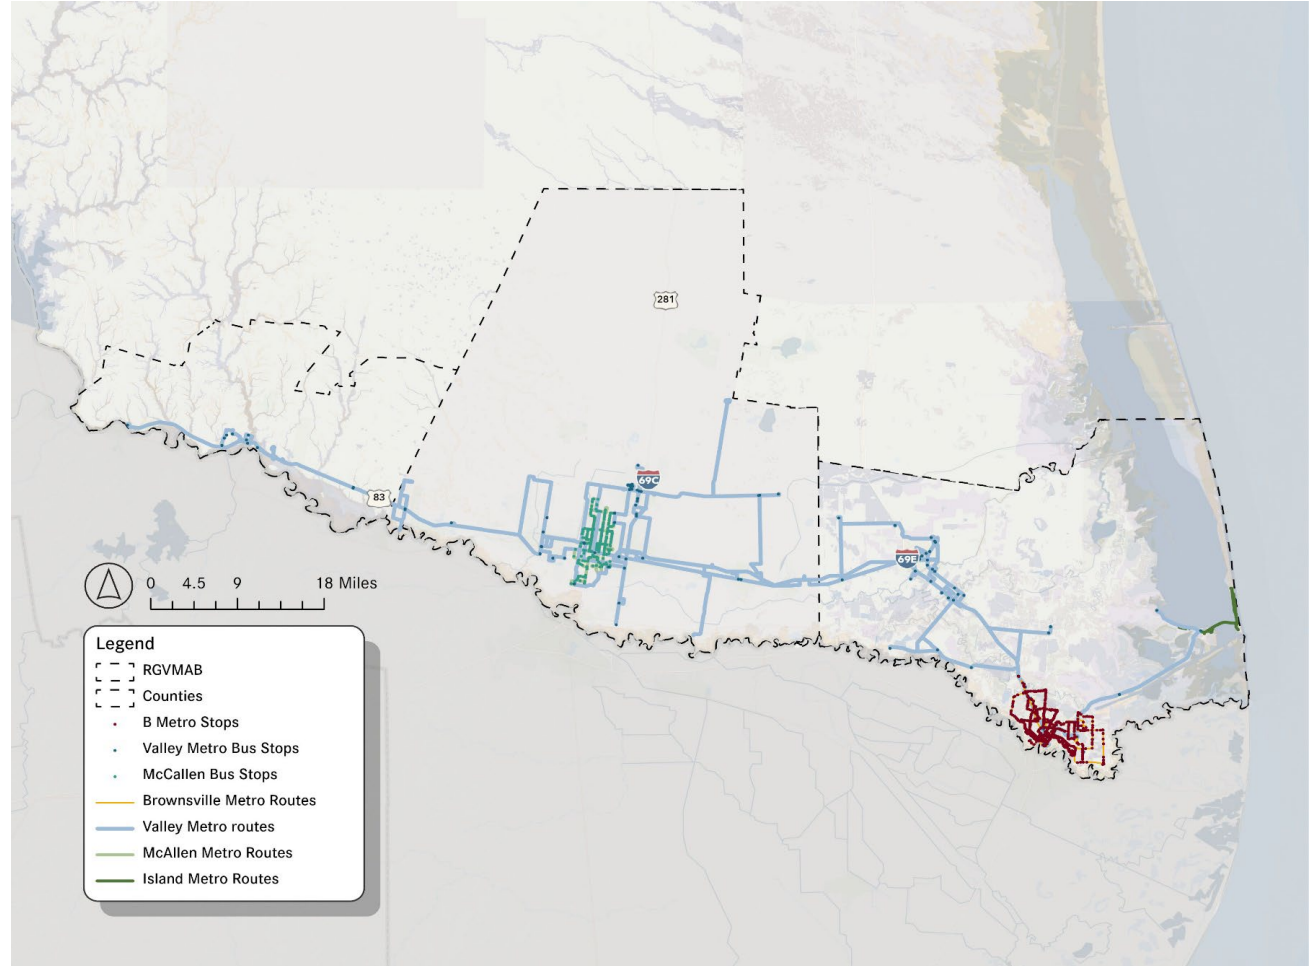 281
69C
83
69E
0 4.5 9 18 Miles
Legend
RGVMAB
Counties
B Metro Stops
Valley Metro Bus Stops
McCallen Bus Stops
Brownsville Metro Routes
Valley Metro routes
McAllen Metro Routes
Island Metro Routes